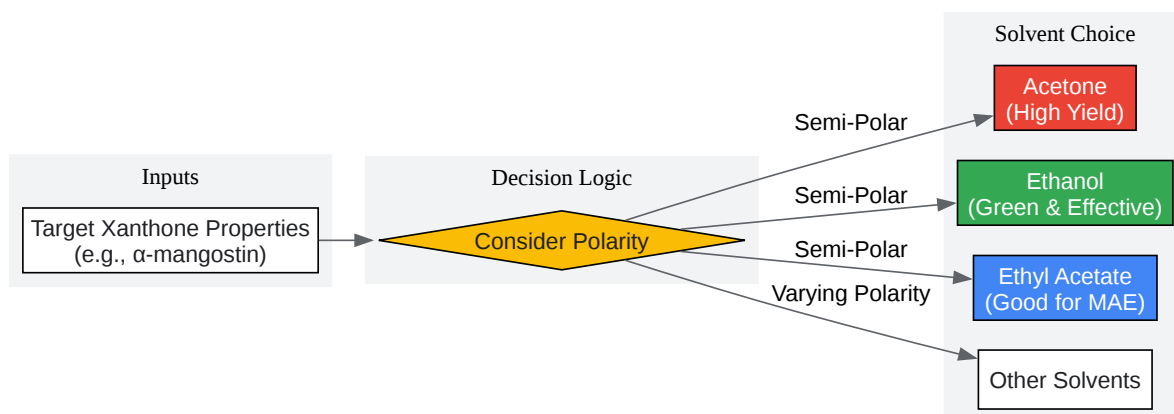 Inputs
Target Xanthone Properties
(e.g., α-mangostin)
Decision Logic
Consider Polarity
Semi-Polar
Semi-Polar
Semi-Polar
Varying Polarity
Solvent Choice
Acetone
(High Yield)
Ethanol
(Green & Effective)
Ethyl Acetate
(Good for MAE)
Other Solvents